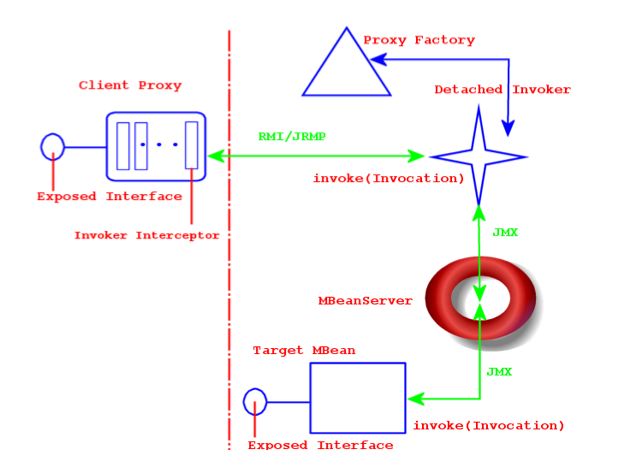 Proxy Factory
Client Proxy
Detached Invoker
RMI/JRMP
invoke(Invocation)
Exposed Interface
Invoker Interceptor
JMX
MBeanServer
Target MBean
JMX
invoke(Invocation)
Exposed Interface